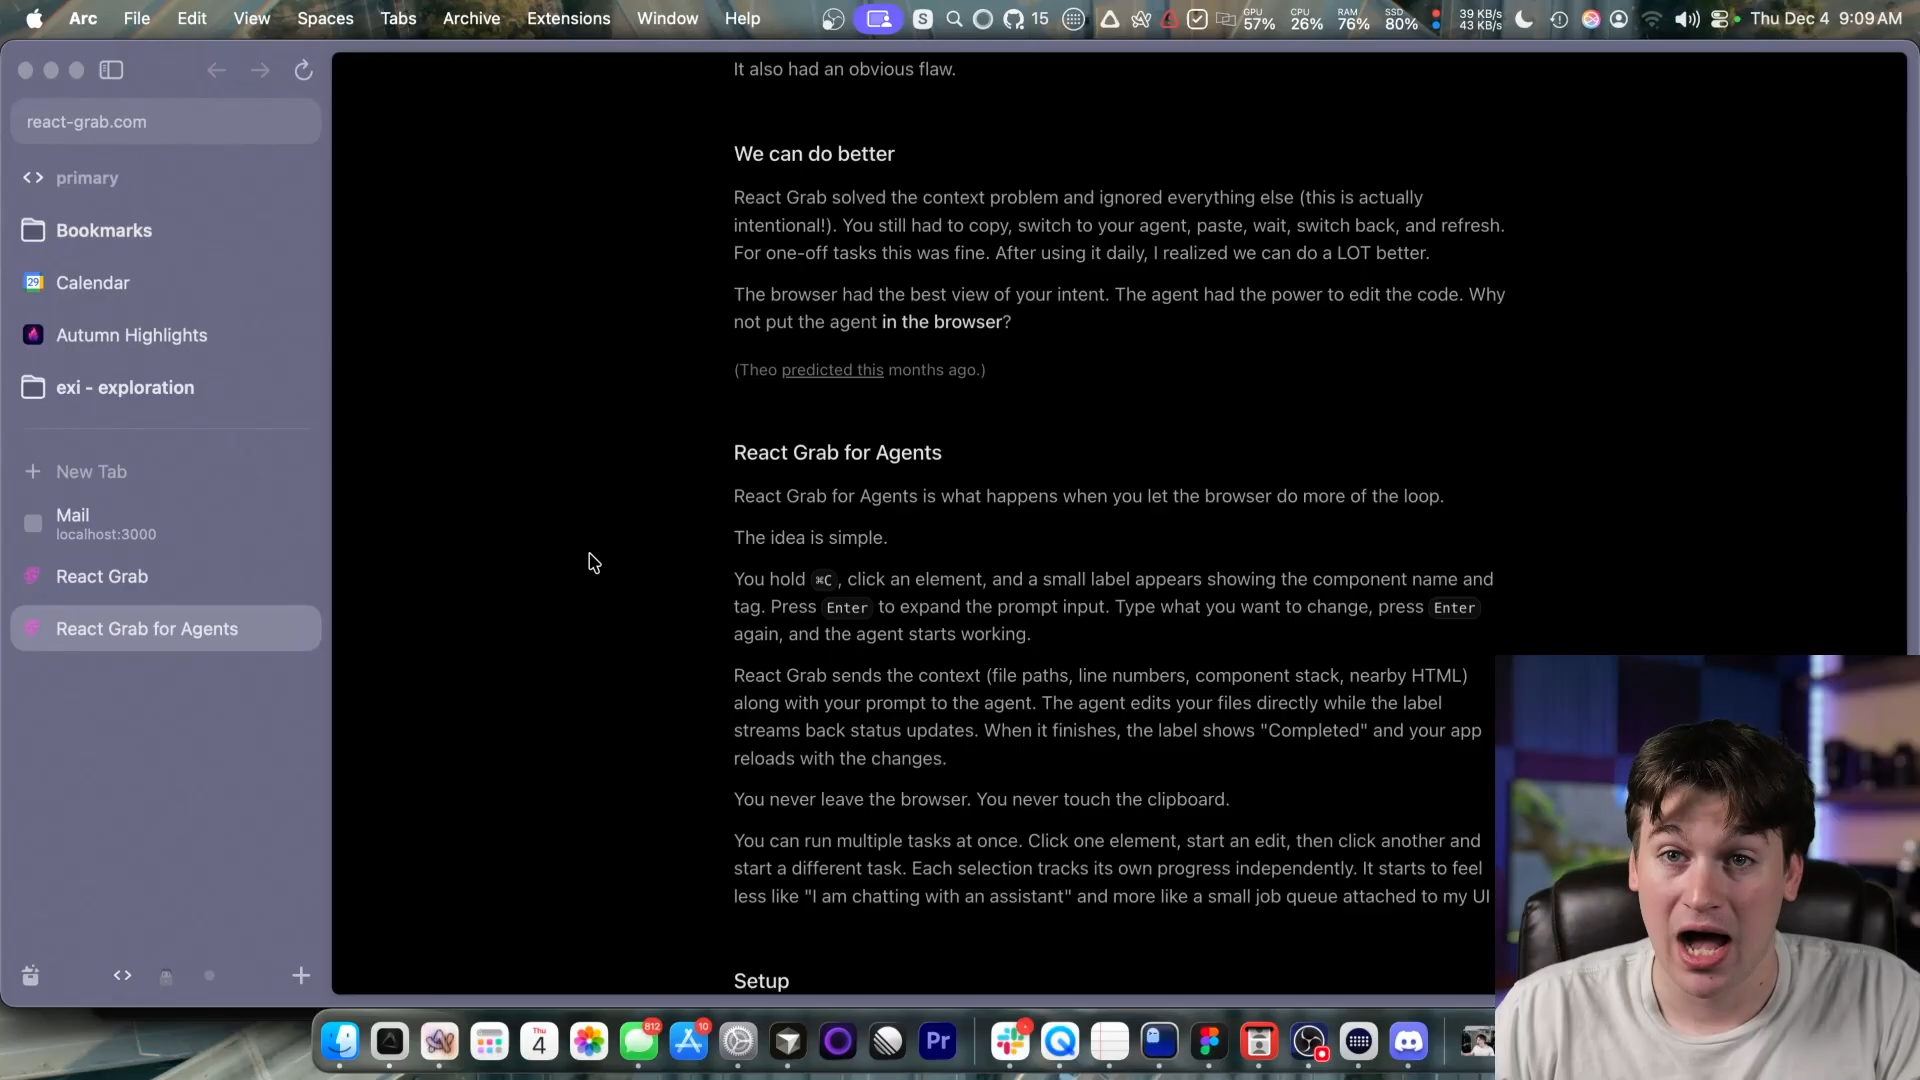 Arc File Edit View Spaces Tabs Archive Extensions Window Help
S 15 GPU 57% CPU 26% RAM 76% SSD 80% 39 KB/s 43 KB/s Thu Dec 4 9:09 AM
react-grab.com
primary
Bookmarks
29 Calendar
Autumn Highlights
exi - exploration
New Tab
Mail
localhost:3000
React Grab
React Grab for Agents
It also had an obvious flaw.
We can do better
React Grab solved the context problem and ignored everything else (this is actually
intentional!). You still had to copy, switch to your agent, paste, wait, switch back, and refresh.
For one-off tasks this was fine. After using it daily, I realized we can do a LOT better.
The browser had the best view of your intent. The agent had the power to edit the code. Why
not put the agent in the browser?
(Theo predicted this months ago.)
React Grab for Agents
React Grab for Agents is what happens when you let the browser do more of the loop.
The idea is simple.
You hold ⌘C, click an element, and a small label appears showing the component name and
tag. Press Enter to expand the prompt input. Type what you want to change, press Enter
again, and the agent starts working.
React Grab sends the context (file paths, line numbers, component stack, nearby HTML)
along with your prompt to the agent. The agent edits your files directly while the label
streams back status updates. When it finishes, the label shows "Completed" and your app
reloads with the changes.
You never leave the browser. You never touch the clipboard.
You can run multiple tasks at once. Click one element, start an edit, then click another and
start a different task. Each selection tracks its own progress independently. It starts to feel
less like "I am chatting with an assistant" and more like a small job queue attached to my UI
Setup
Thu 4 812 10 Pr